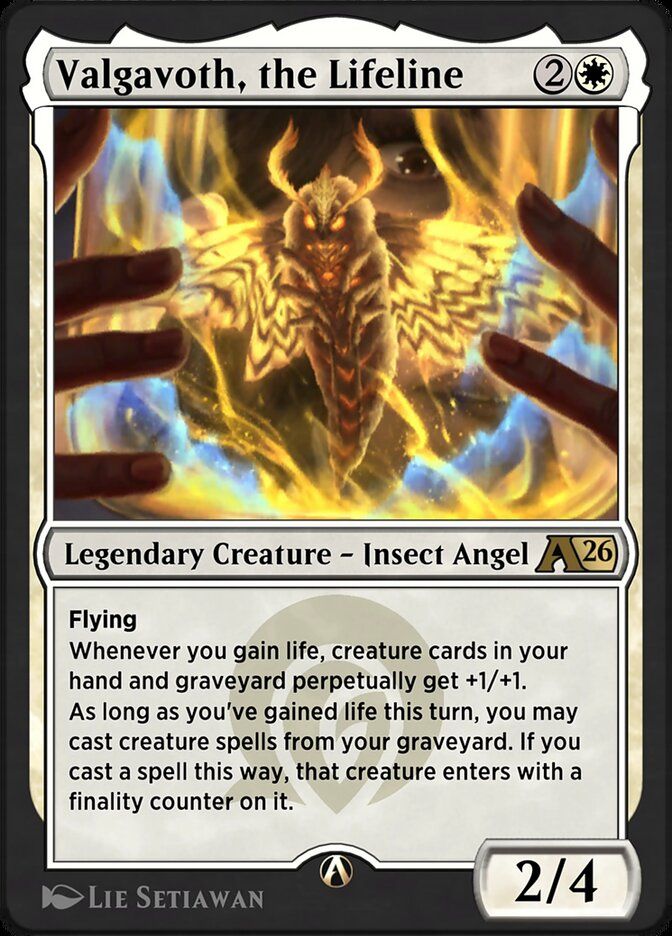 Valgavoth, the Lifeline 2
Legendary Creature – Insect Angel A26
Flying
Whenever you gain life, creature cards in your
hand and graveyard perpetually get +1/+1.
As long as you've gained life this turn, you may
cast creature spells from your graveyard. If you
cast a spell this way, that creature enters with a
finality counter on it.
2/4
Lie Setiawan